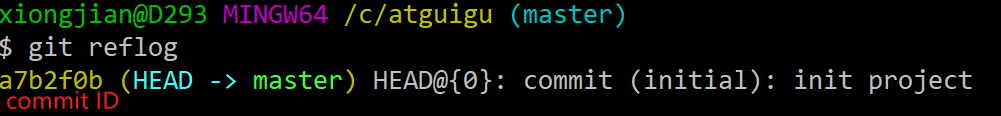 xiongjian@D293 MINGW64 /c/atguigu (master)
$ git reflog
a7b2f0b (HEAD -> master) HEAD@{0}: commit (initial): init project
commit ID